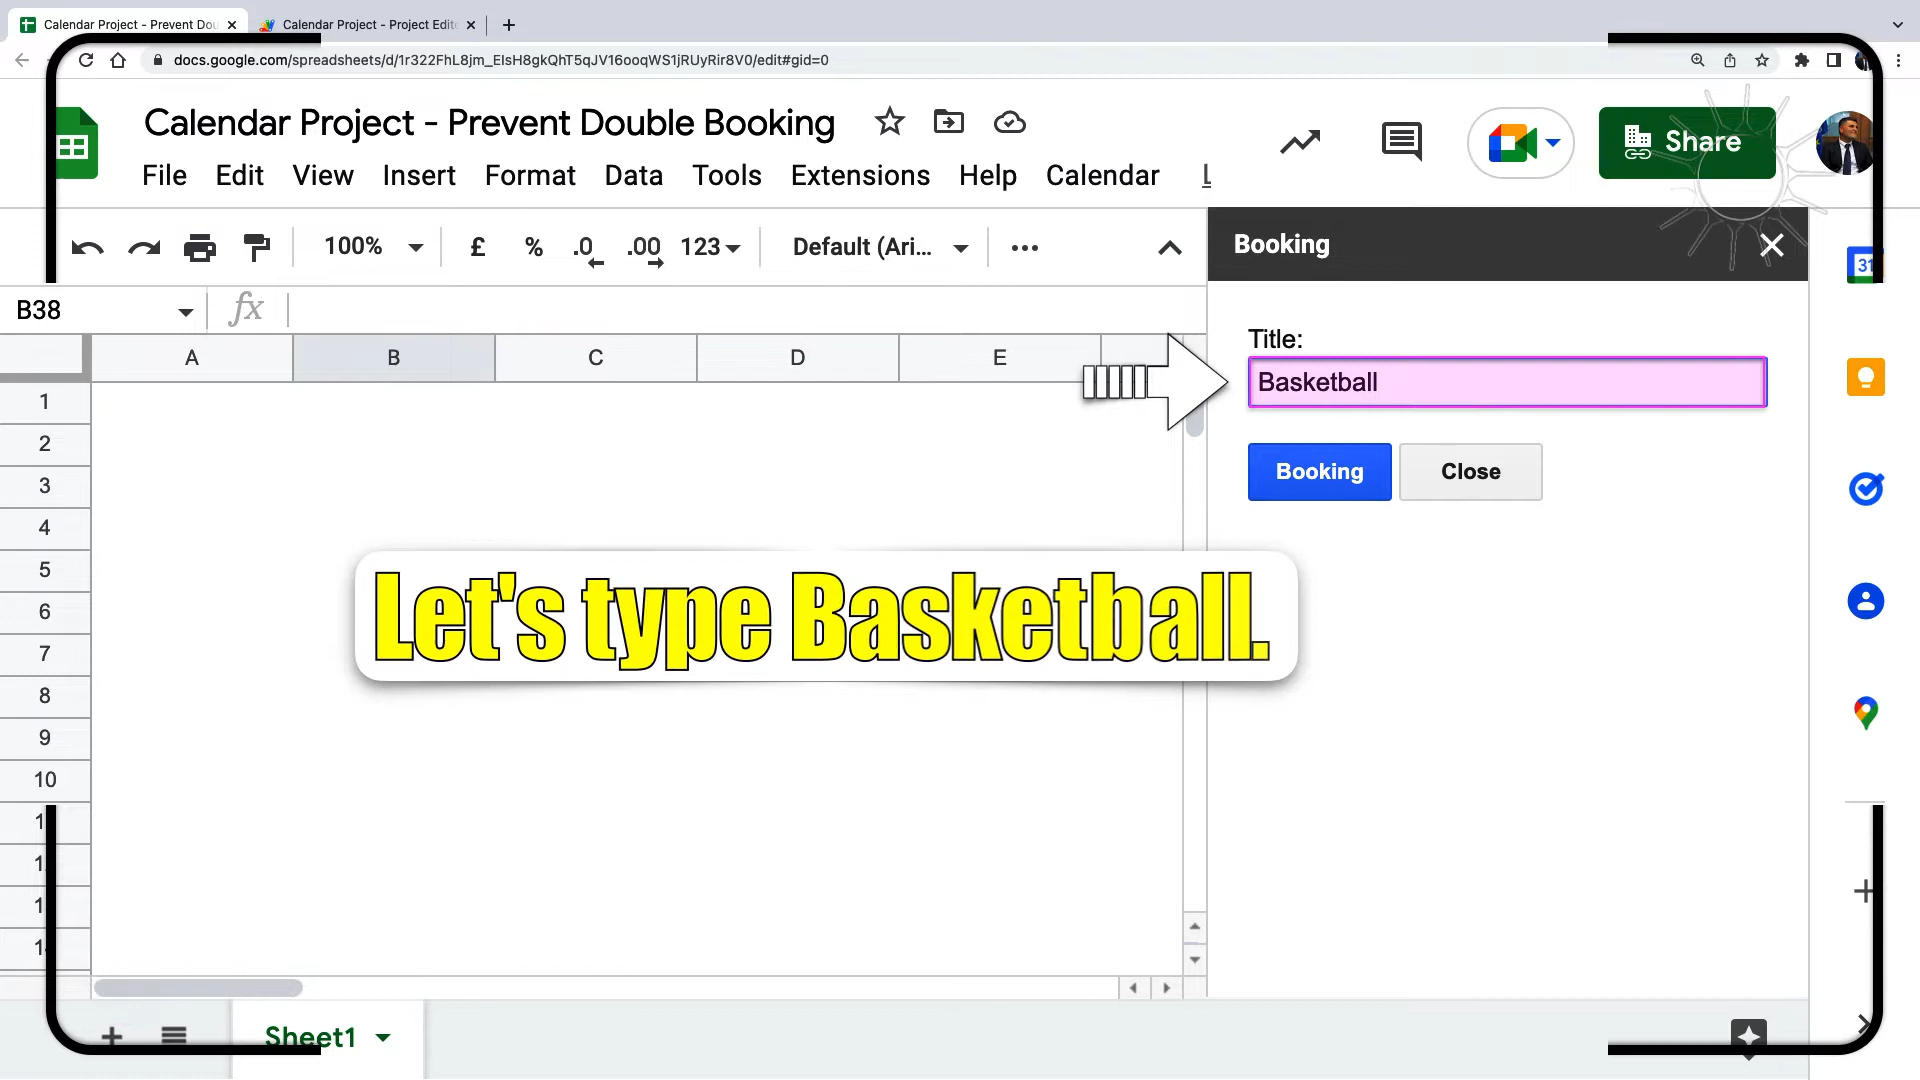 Calendar Project - Prevent Dou
Calendar Project - Project Edit
docs.google.com/spreadsheets/d/1r322FhL8jm_EIsH8gkQhT5qJV16ooqWS1jRUyRir8V0/edit#gid=0
Calendar Project - Prevent Double Booking
Share
File Edit View Insert Format Data Tools Extensions Help Calendar L
100% £ % .0 .00 123 Default (Ari...
Booking
31
B38 fx
Title:
A B C D E
Basketball
1
2
3
4
5
6
7
8
9
10
Booking Close
Let's type Basketball.
Sheet1